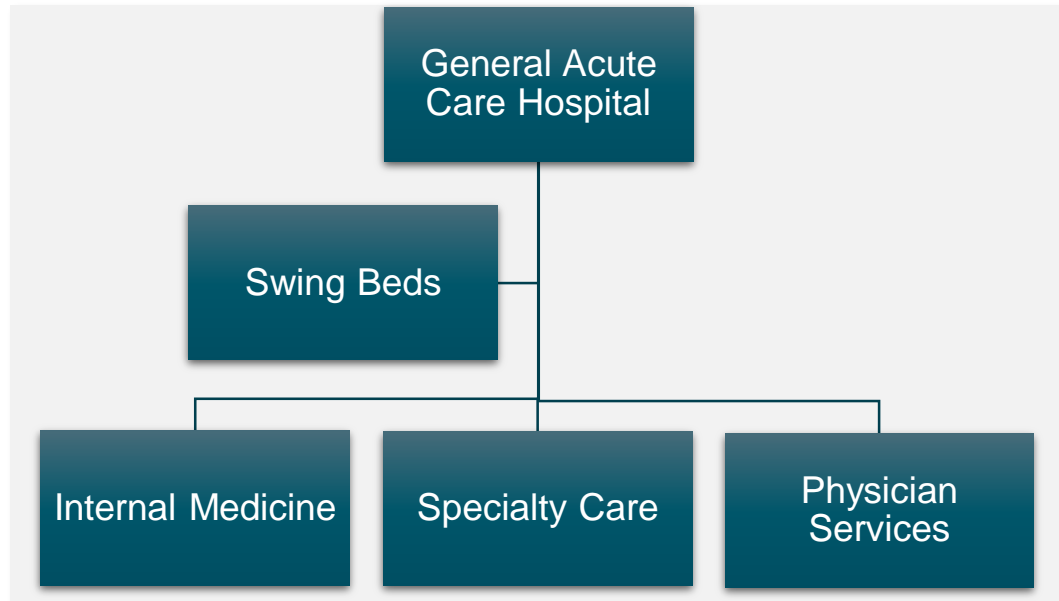 General Acute
Care Hospital
Swing Beds
Internal Medicine
Specialty Care
Physician
Services